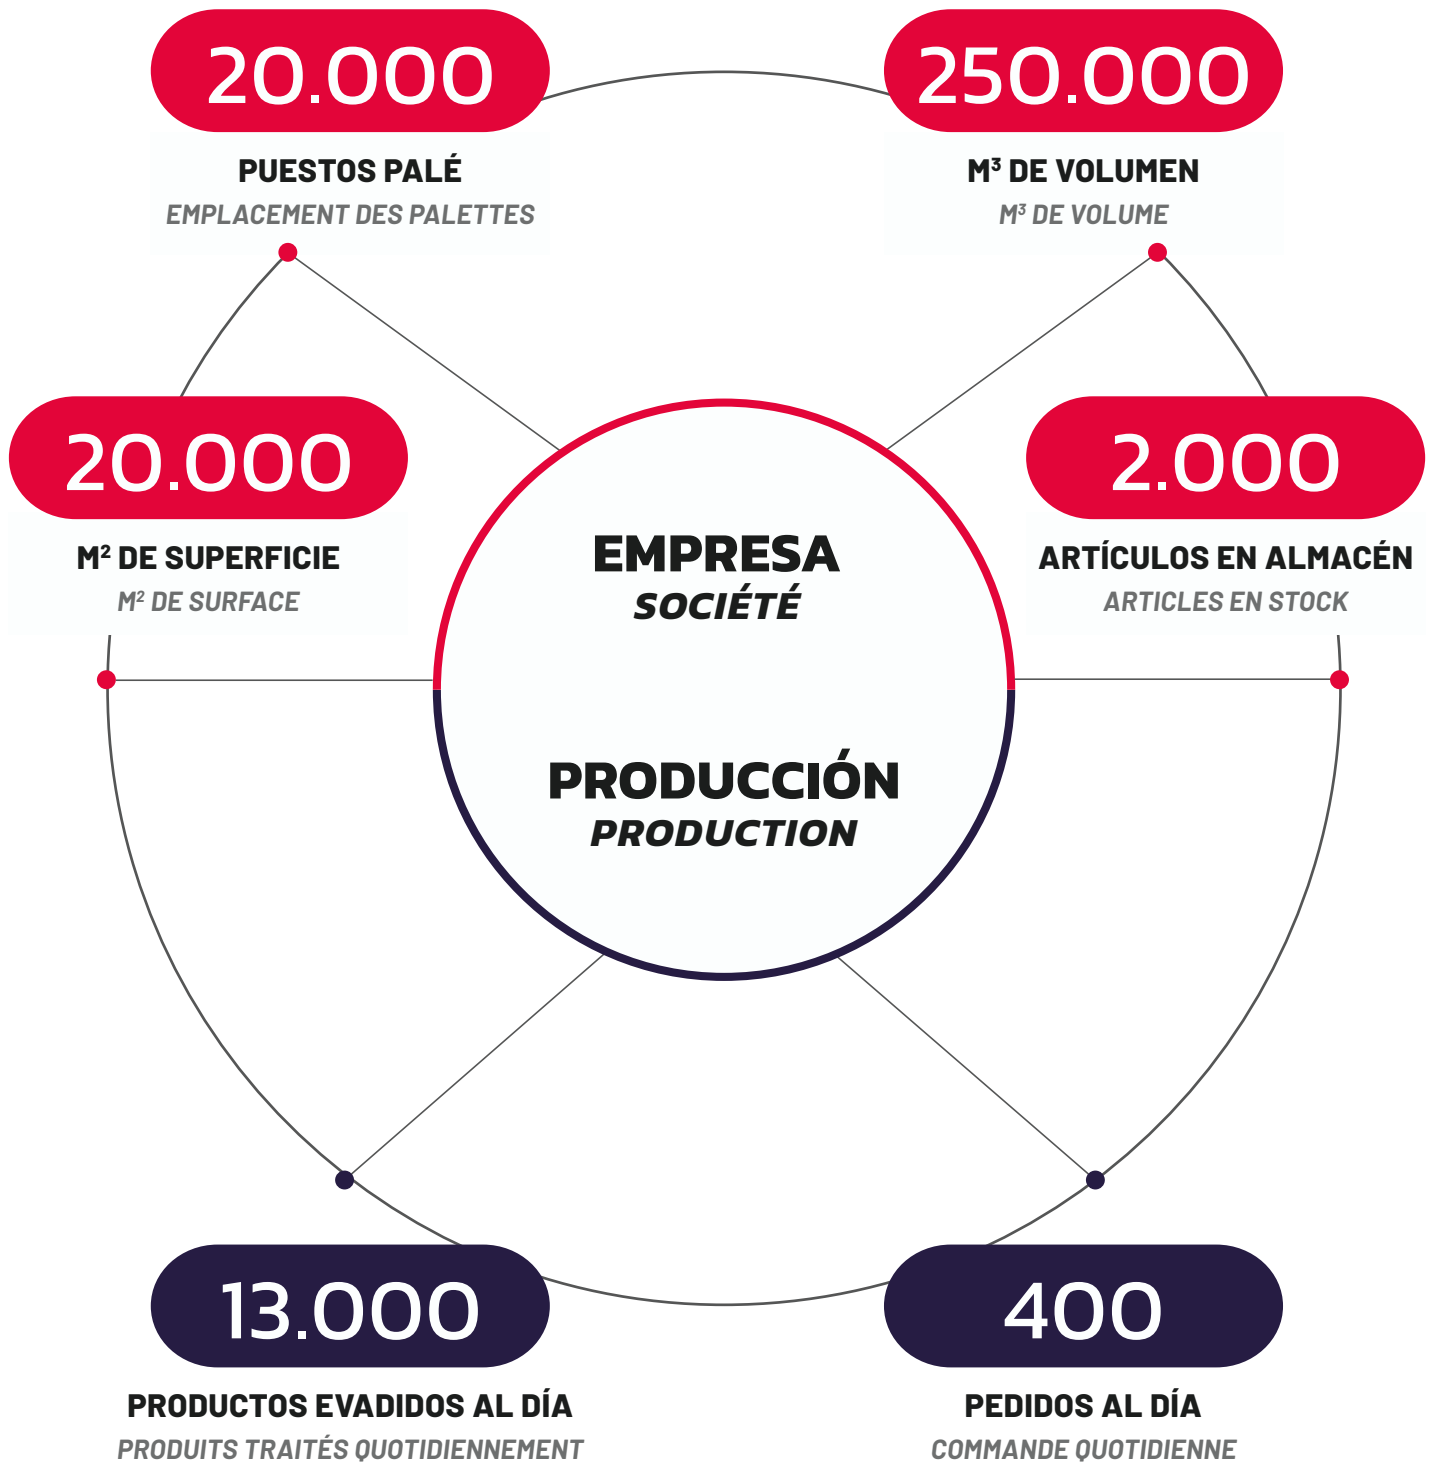 20.000
PUESTOS PALÉ
EMPLACEMENT DES PALETTES
250.000
M³ DE VOLUMEN
M³ DE VOLUME
20.000
M² DE SUPERFICIE
M² DE SURFACE
2.000
ARTÍCULOS EN ALMACÉN
ARTICLES EN STOCK
EMPRESA
SOCIÉTÉ
PRODUCCIÓN
PRODUCTION
13.000
PRODUCTOS EVADIDOS AL DÍA
PRODUITS TRAITÉS QUOTIDIENNEMENT
400
PEDIDOS AL DÍA
COMMANDE QUOTIDIENNE